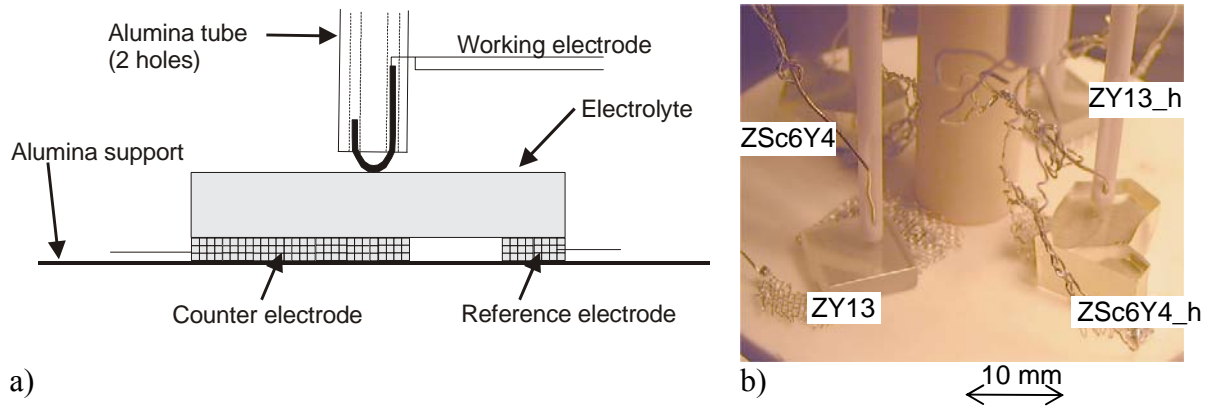 Alumina tube
(2 holes)
Working electrode
Electrolyte
Alumina support
Counter electrode
Reference electrode
a)
ZY13_h
ZSc6Y4
ZY13
ZSc6Y4_h
b)
10 mm